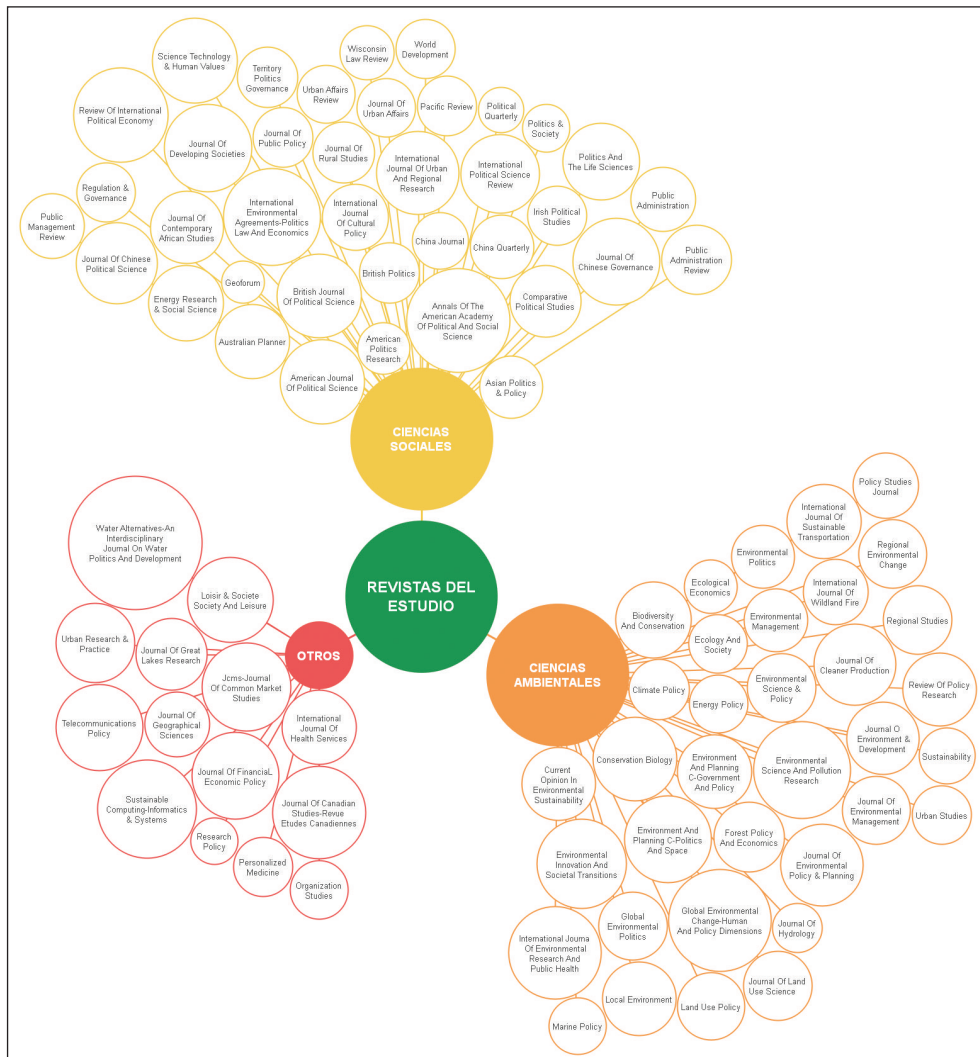 Science Technology
& Human Values
Territory
Politics
Governance
Wisconsin
Law Review
World
Development
Review Of International
Political Economy
Urban Affairs
Review
Journal Of
Urban Affairs
Pacific Review
Political
Quarterly
Politics &
Society
Journal Of
Developing Societies
Journal Of
Public Policy
Journal Of
Rural Studies
International
Journal Of Urban
And Regional
Research
International
Political Science
Review
Politics And
The Life Sciences
Regulation &
Governance
Public
Management
Review
Journal Of
Contemporary
African Studies
International
Environmental
Agreements-Politics
Law And Economics
International
Journal
Of Cultural
Policy
China Journal
China Quarterly
Irish Political
Studies
Public
Administration
Journal Of Chinese
Political Science
Geoforum
British Politics
Journal Of
Chinese Governance
Public
Administration
Review
Energy Research
& Social Science
British Journal
Of Political Science
Annals Of The
American Academy
Of Political And Social
Science
Comparative
Political Studies
Australian Planner
American
Politics
Research
American Journal
Of Political Science
Asian Politics
& Policy
CIENCIAS
SOCIALES
REVISTAS DEL
ESTUDIO
Water Alternatives-An
Interdisciplinary
Journal On Water
Politics And Development
Loisir & Societe
Society And Leisure
Urban Research &
Practice
Journal Of Great
Lakes Research
OTROS
Jcms-Journal
Of Common Market
Studies
Telecommunications
Policy
Journal Of
Geographical
Sciences
International
Journal Of
Health Services
Journal Of FinanciaL
Economic Policy
Sustainable
Computing-Informatics
& Systems
Journal Of Canadian
Studies-Revue
Etudes Canadiennes
Research
Policy
Personalized
Medicine
Organization
Studies
CIENCIAS
AMBIENTALES
Policy Studies
Journal
International
Journal Of
Sustainable
Transportation
Environmental
Politics
Regional
Environmental
Change
Ecological
Economics
International
Journal Of
Wildland Fire
Biodiversity
And Conservation
Environmental
Management
Regional Studies
Ecology And
Society
Journal Of
Cleaner Production
Climate Policy
Environmental
Science &
Policy
Energy Policy
Review Of Policy
Research
Journal O
Environment &
Development
Conservation Biology
Environment
And Planning
C-Government
And Policy
Environmental
Science And Pollution
Research
Sustainability
Current
Opinion In
Environmental
Sustainability
Journal Of
Environmental
Management
Urban Studies
Environment And
Planning C-Politics
And Space
Forest Policy
And Economics
Environmental
Innovation And
Societal Transitions
Journal Of
Environmental
Policy & Planning
Global
Environmental
Politics
Global Environmental
Change-Human
And Policy Dimensions
Journal Of
Hydrology
International Journa
Of Environmental
Research And
Public Health
Journal Of Land
Use Science
Local Environment
Land Use Policy
Marine Policy